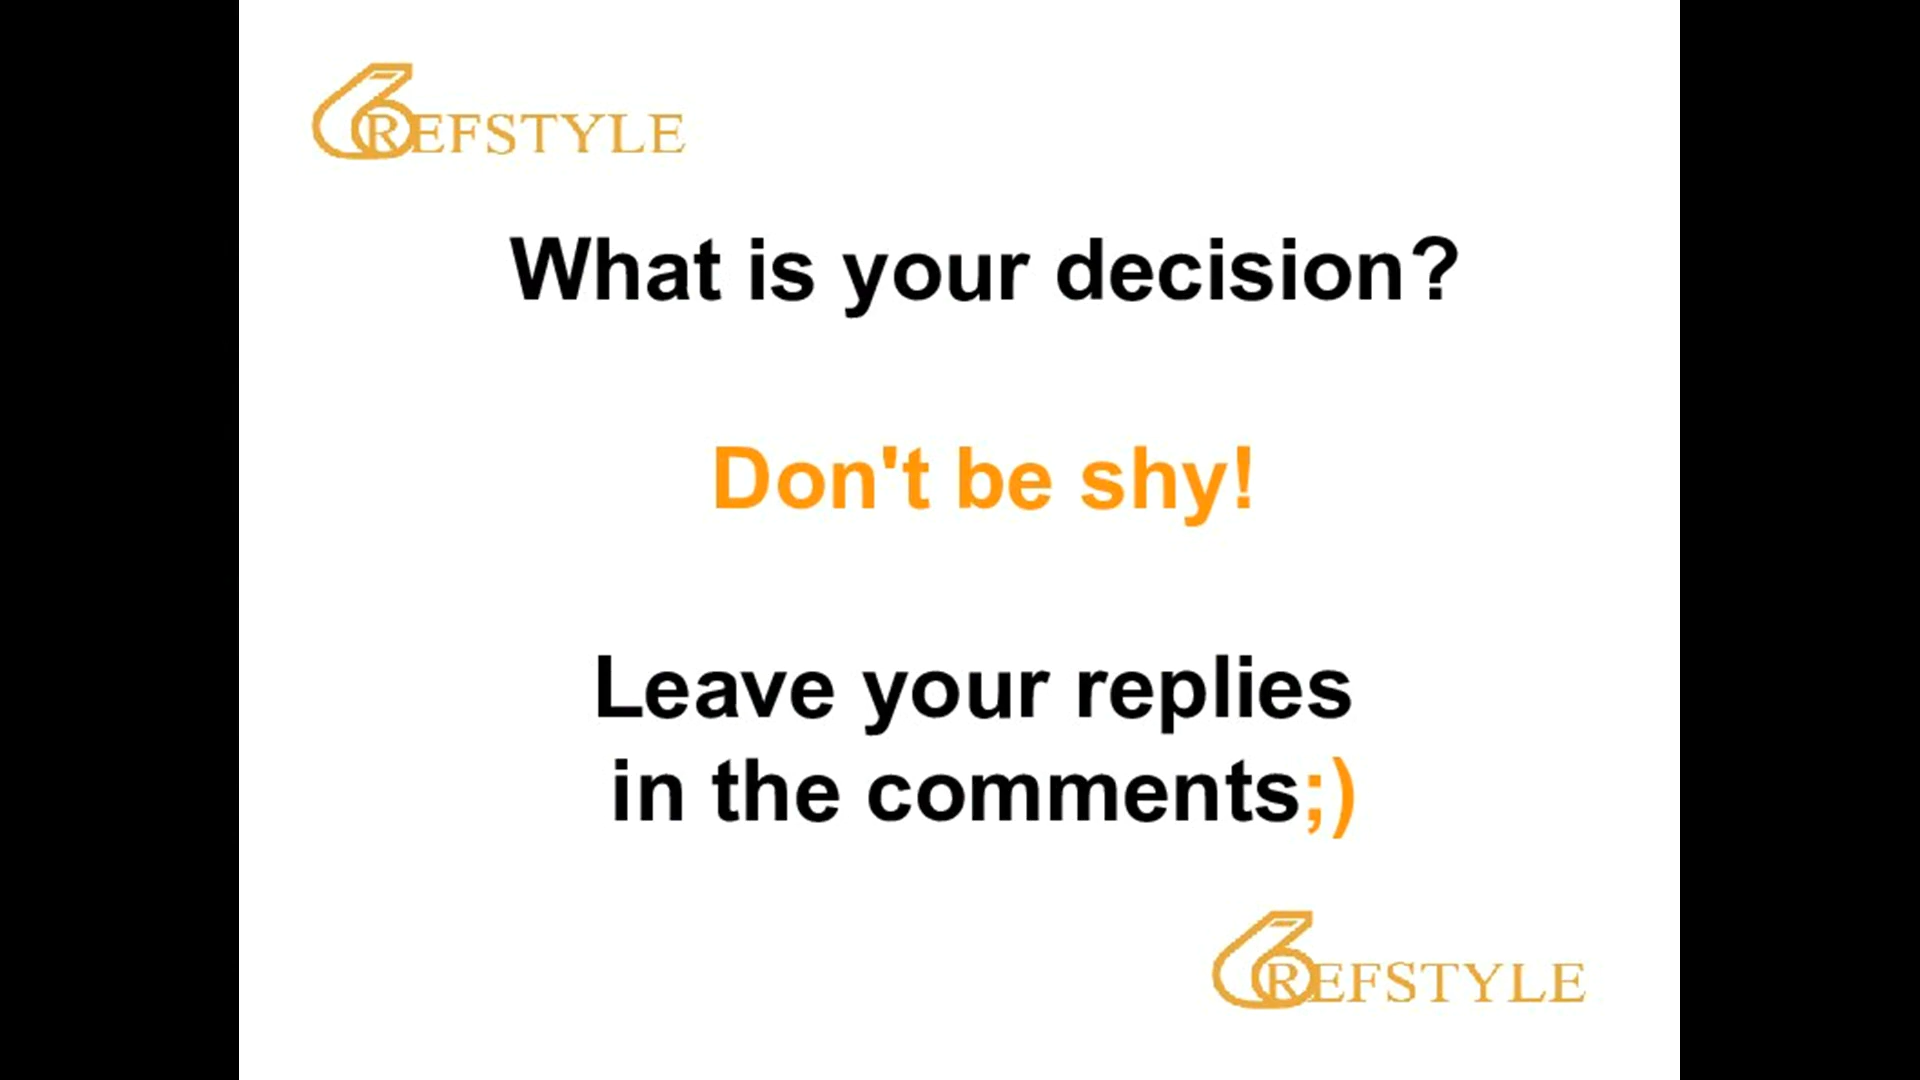 REFSTYLE
What is your decision?
Don't be shy!
Leave your replies
in the comments;)
REFSTYLE